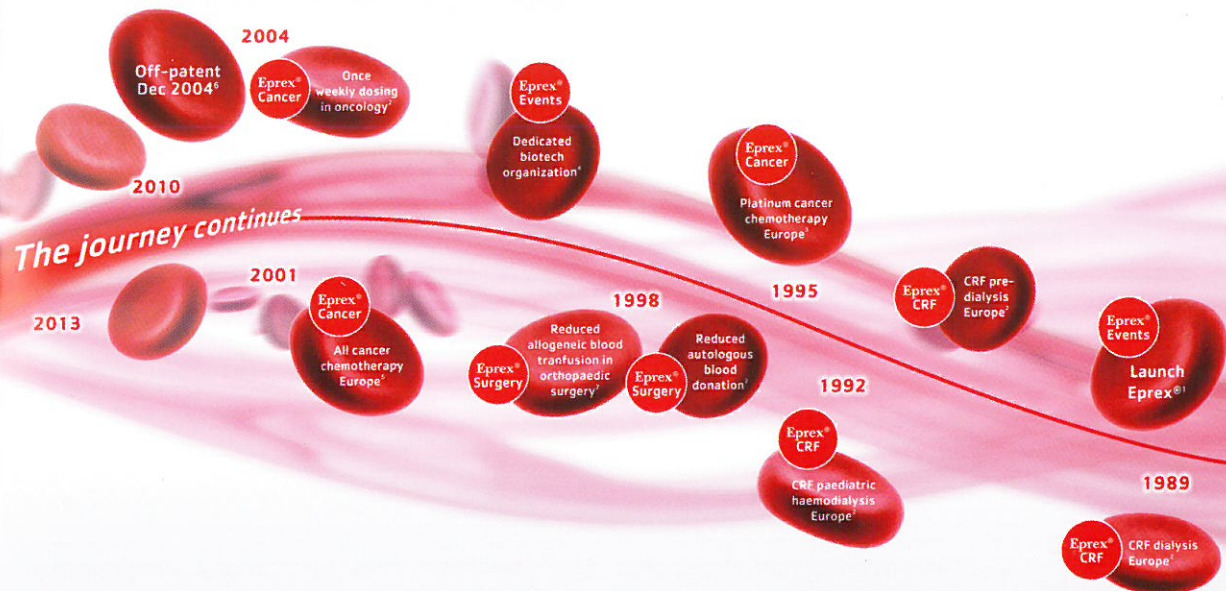 2004
Off-patent
Dec 2004⁶
Eprex®
Cancer
Once
weekly dosing
in oncology²
Eprex®
Events
Dedicated
biotech
organization⁴
Eprex®
Cancer
Platinum cancer
chemotherapy
Europe³
2010
The journey continues
2013
2001
Eprex®
Cancer
All cancer
chemotherapy
Europe⁵
1998
Eprex®
Surgery
Reduced
allogeneic blood
tranfusion in
orthopaedic
surgery²
Eprex®
Surgery
Reduced
autologous
blood
donation²
1995
Eprex®
CRF
CRF pre-
dialysis
Europe²
Eprex®
Events
Launch
Eprex®¹
1992
Eprex®
CRF
CRF paediatric
haemodialysis
Europe²
1989
Eprex®
CRF
CRF dialysis
Europe²